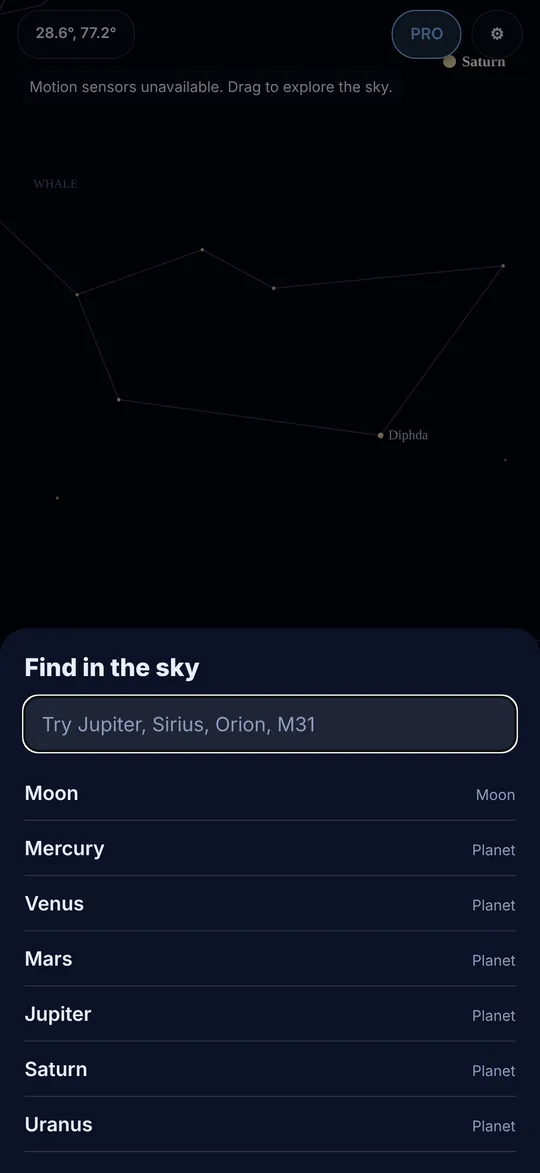 28.6°, 77.2°
PRO
Saturn
Motion sensors unavailable. Drag to explore the sky.
WHALE
Diphda
Find in the sky
Try Jupiter, Sirius, Orion, M31
Moon Moon
Mercury Planet
Venus Planet
Mars Planet
Jupiter Planet
Saturn Planet
Uranus Planet